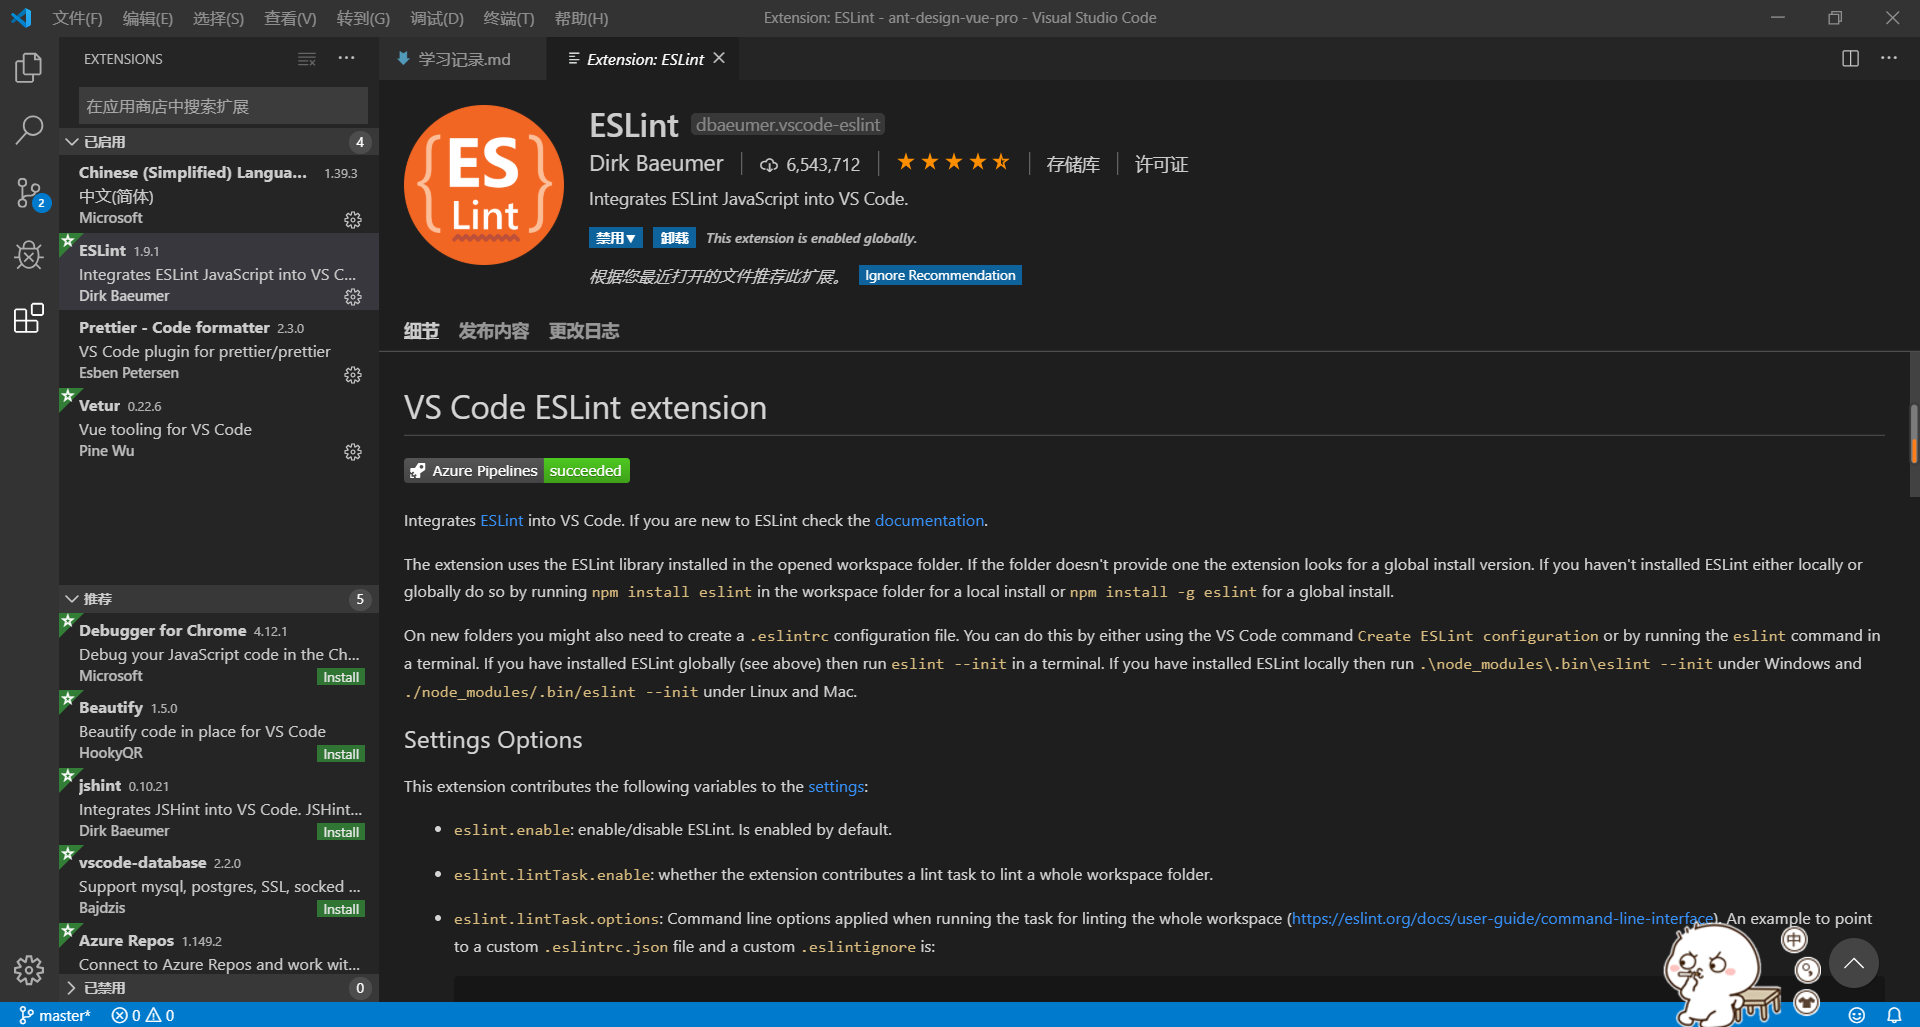 文件(F) 编辑(E) 选择(S) 查看(V) 转到(G) 调试(D) 终端(T) 帮助(H)
Extension: ESLint - ant-design-vue-pro - Visual Studio Code
EXTENSIONS
在应用商店中搜索扩展
已启用 4
Chinese (Simplified) Langua... 1.39.3
中文(简体)
Microsoft
ESLint 1.9.1
Integrates ESLint JavaScript into VS C...
Dirk Baeumer
Prettier - Code formatter 2.3.0
VS Code plugin for prettier/prettier
Esben Petersen
Vetur 0.22.6
Vue tooling for VS Code
Pine Wu
推荐 5
Debugger for Chrome 4.12.1
Debug your JavaScript code in the Ch...
Microsoft Install
Beautify 1.5.0
Beautify code in place for VS Code
HookyQR Install
jshint 0.10.21
Integrates JSHint into VS Code. JSHint...
Dirk Baeumer Install
vscode-database 2.2.0
Support mysql, postgres, SSL, socked ...
Bajdzis Install
Azure Repos 1.149.2
Connect to Azure Repos and work wit...
已禁用 0
2
学习记录.md
Extension: ESLint
{ES}
Lint
ESLint dbaeumer.vscode-eslint
Dirk Baeumer 6,543,712 存储库 许可证
Integrates ESLint JavaScript into VS Code.
禁用▼ 卸载 This extension is enabled globally.
根据您最近打开的文件推荐此扩展。 Ignore Recommendation
细节 发布内容 更改日志
VS Code ESLint extension
Azure Pipelines succeeded
Integrates ESLint into VS Code. If you are new to ESLint check the documentation.
The extension uses the ESLint library installed in the opened workspace folder. If the folder doesn't provide one the extension looks for a global install version. If you haven't installed ESLint either locally or
globally do so by running npm install eslint in the workspace folder for a local install or npm install -g eslint for a global install.
On new folders you might also need to create a .eslintrc configuration file. You can do this by either using the VS Code command Create ESLint configuration or by running the eslint command in
a terminal. If you have installed ESLint globally (see above) then run eslint --init in a terminal. If you have installed ESLint locally then run .\node_modules\.bin\eslint --init under Windows and
./node_modules/.bin/eslint --init under Linux and Mac.
Settings Options
This extension contributes the following variables to the settings:
• eslint.enable: enable/disable ESLint. Is enabled by default.
• eslint.lintTask.enable: whether the extension contributes a lint task to lint a whole workspace folder.
• eslint.lintTask.options: Command line options applied when running the task for linting the whole workspace (https://eslint.org/docs/user-guide/command-line-interface). An example to point
to a custom .eslintrc.json file and a custom .eslintignore is:
中
master* 0 0